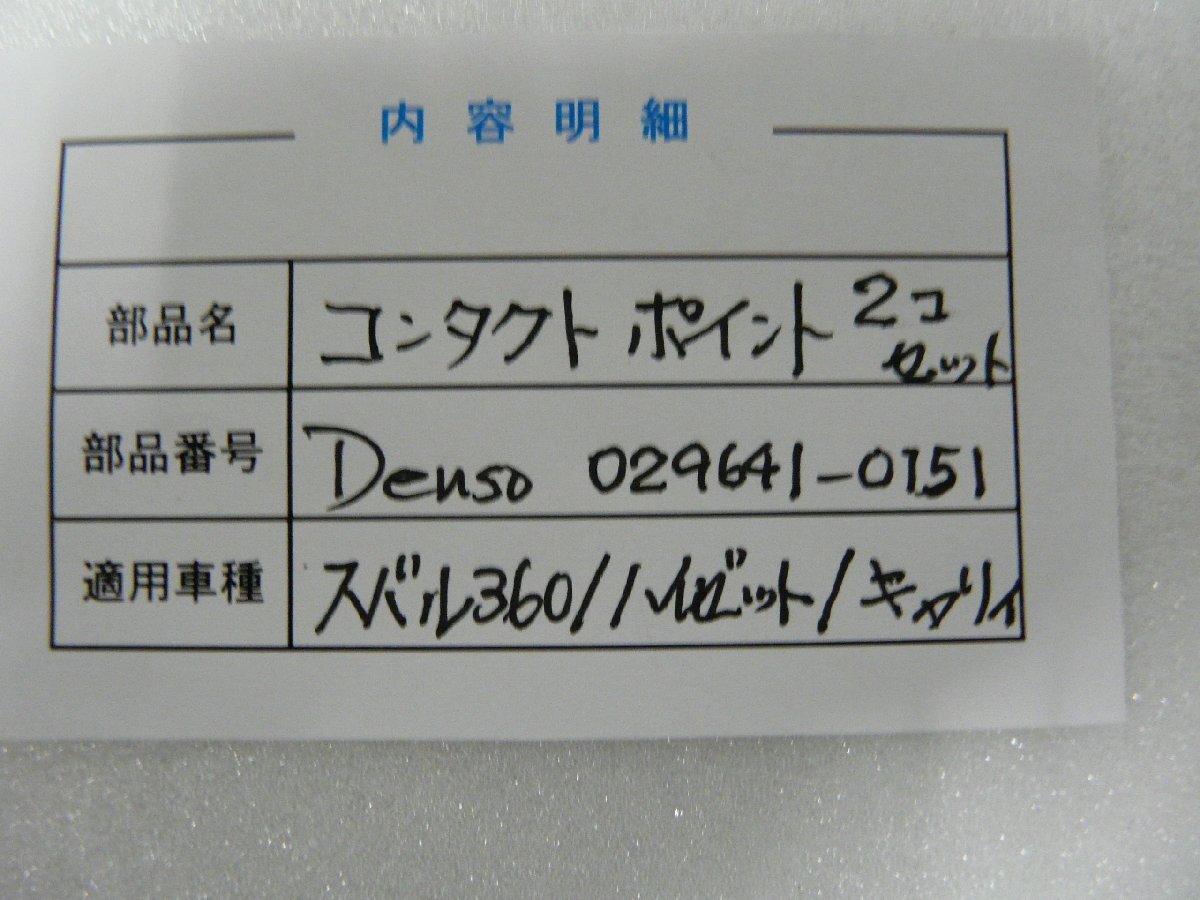 内容明細
部品名 コンタクト ポイント 2コ
セット
部品番号 Denso 029641-0151
適用車種 スバル360/ハイゼット/キャリイ